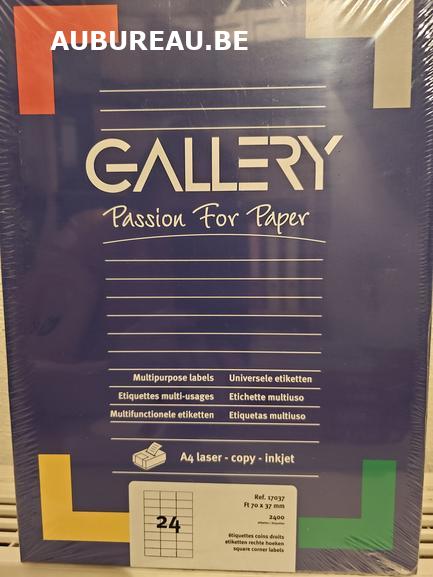 AUBUREAU.BE
GALLERY
Passion For Paper
Multipurpose labels Universele etiketten
Etiquettes multi-usages Etichette multiuso
Multifunctionele etiketten Etiquetas multiuso
A4 laser - copy - inkjet
Ref. 17037
Ft 70 x 37 mm
24
2400
étiquettes coins droits
etiketten rechte hoeken
square corner labels